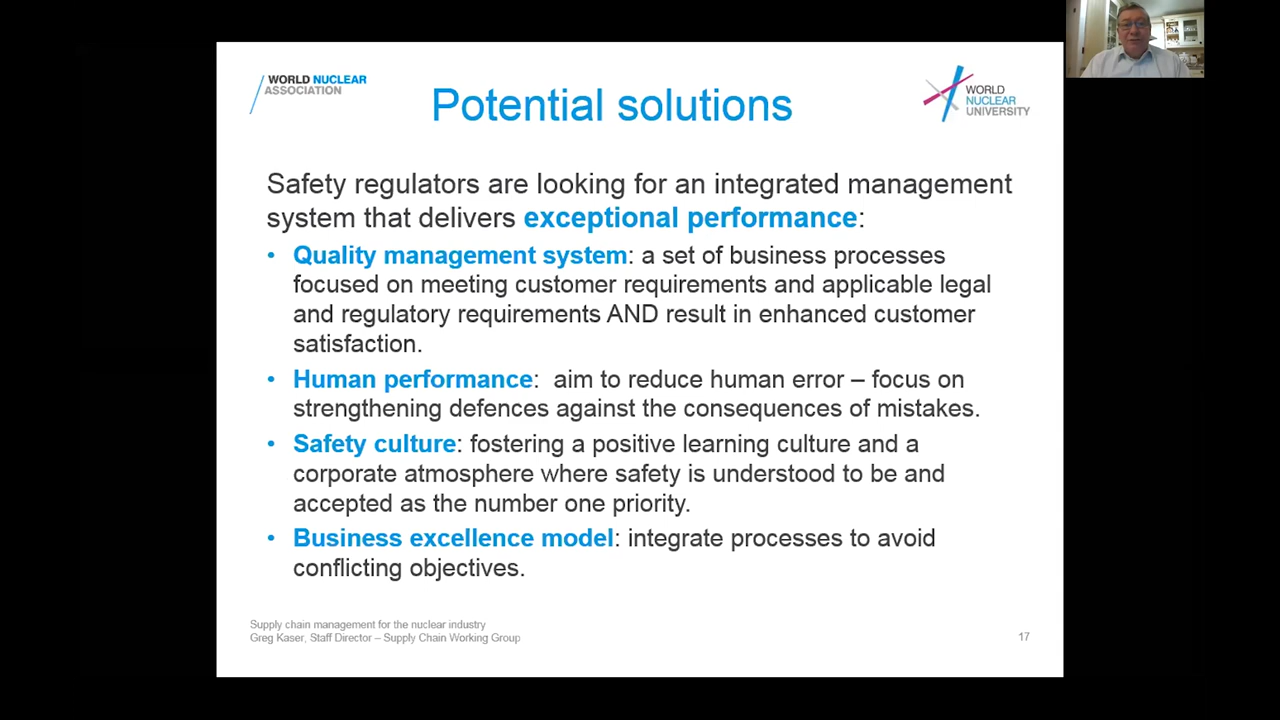 WORLD NUCLEAR
ASSOCIATION
Potential solutions
WORLD
NUCLEAR
UNIVERSITY
Safety regulators are looking for an integrated management
system that delivers exceptional performance:
• Quality management system: a set of business processes
focused on meeting customer requirements and applicable legal
and regulatory requirements AND result in enhanced customer
satisfaction.
• Human performance:  aim to reduce human error – focus on
strengthening defences against the consequences of mistakes.
• Safety culture: fostering a positive learning culture and a
corporate atmosphere where safety is understood to be and
accepted as the number one priority.
• Business excellence model: integrate processes to avoid
conflicting objectives.
Supply chain management for the nuclear industry
Greg Kaser, Staff Director – Supply Chain Working Group
17